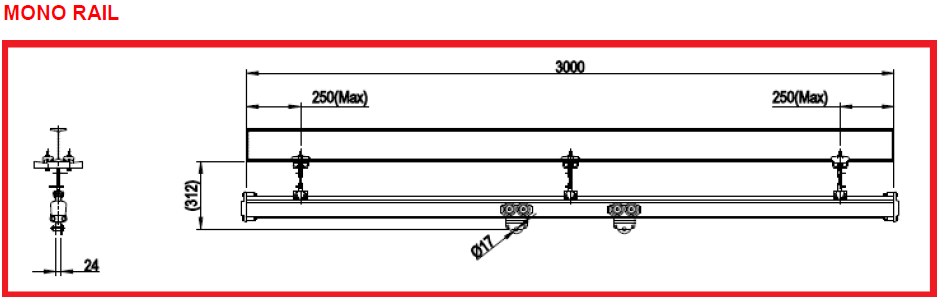 MONO RAIL
3000
250(Max)
250(Max)
(312)
Ø17
24